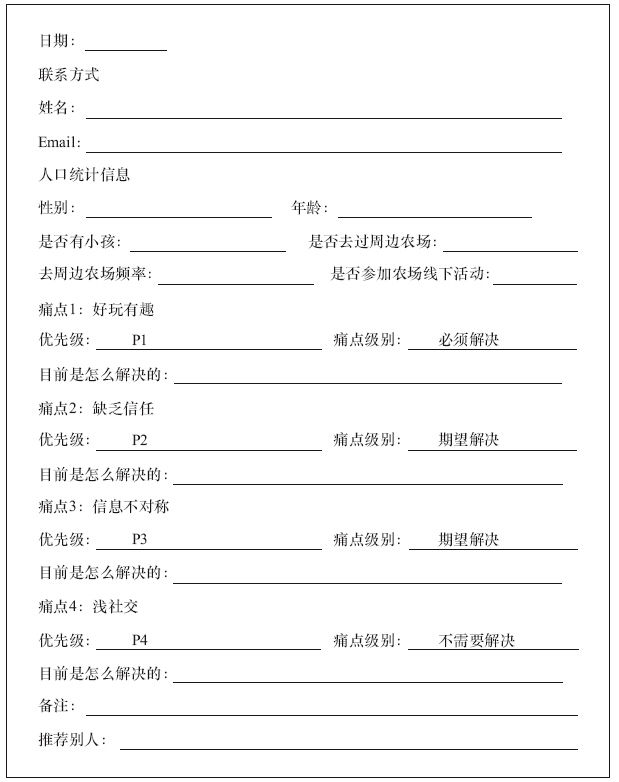 日期：
联系方式
姓名：
Email:
人口统计信息
性别： 年龄：
是否有小孩： 是否去过周边农场：
去周边农场频率： 是否参加农场线下活动：
痛点1：好玩有趣
优先级： P1 痛点级别： 必须解决
目前是怎么解决的：
痛点2：缺乏信任
优先级： P2 痛点级别： 期望解决
目前是怎么解决的：
痛点3：信息不对称
优先级： P3 痛点级别： 期望解决
目前是怎么解决的：
痛点4：浅社交
优先级： P4 痛点级别： 不需要解决
目前是怎么解决的：
备注：
推荐别人：